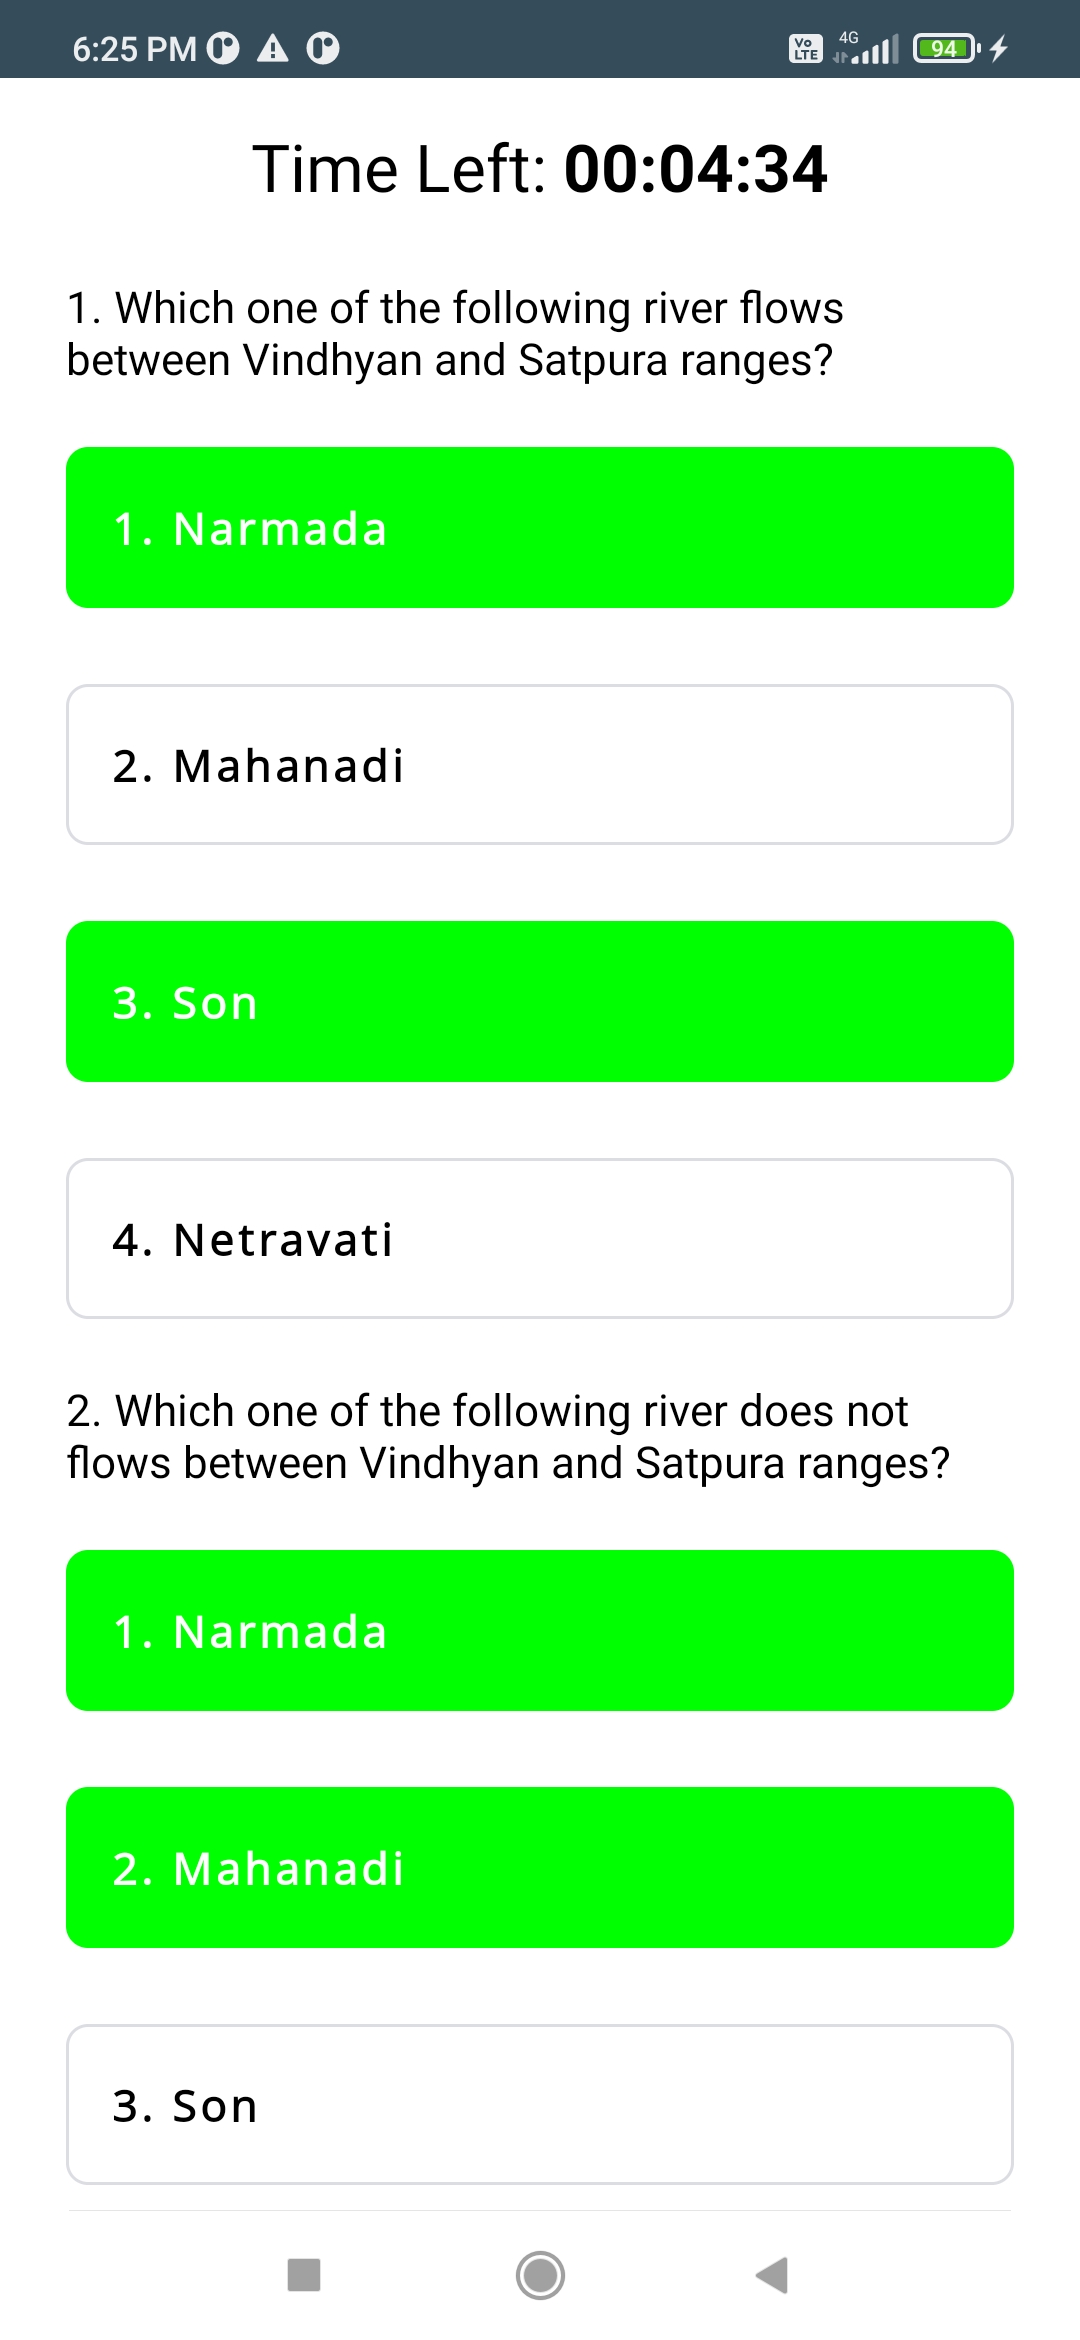 6:25 PM
Vo LTE 4G 94
Time Left: 00:04:34
1. Which one of the following river flows
between Vindhyan and Satpura ranges?
1. Narmada
2. Mahanadi
3. Son
4. Netravati
2. Which one of the following river does not
flows between Vindhyan and Satpura ranges?
1. Narmada
2. Mahanadi
3. Son